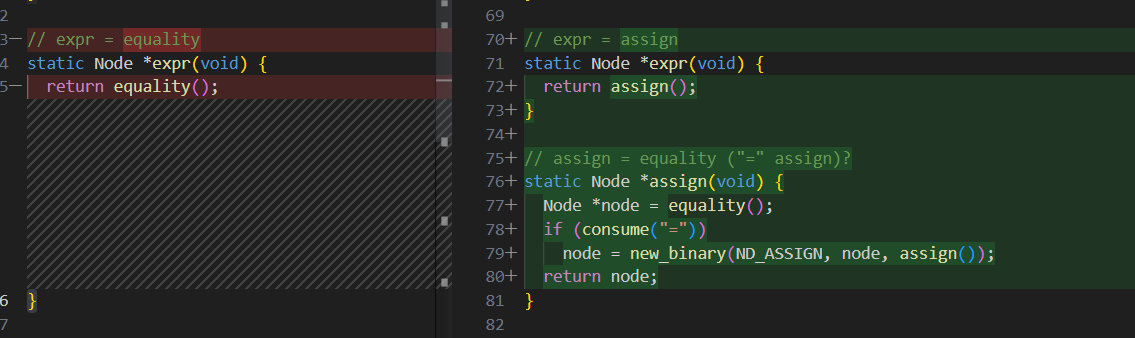 2
3— // expr = equality
4 static Node *expr(void) {
5— return equality();
6 }
7
69
70+ // expr = assign
71 static Node *expr(void) {
72+ return assign();
73+ }
74+
75+ // assign = equality ("=" assign)?
76+ static Node *assign(void) {
77+ Node *node = equality();
78+ if (consume("="))
79+ node = new_binary(ND_ASSIGN, node, assign());
80+ return node;
81 }
82